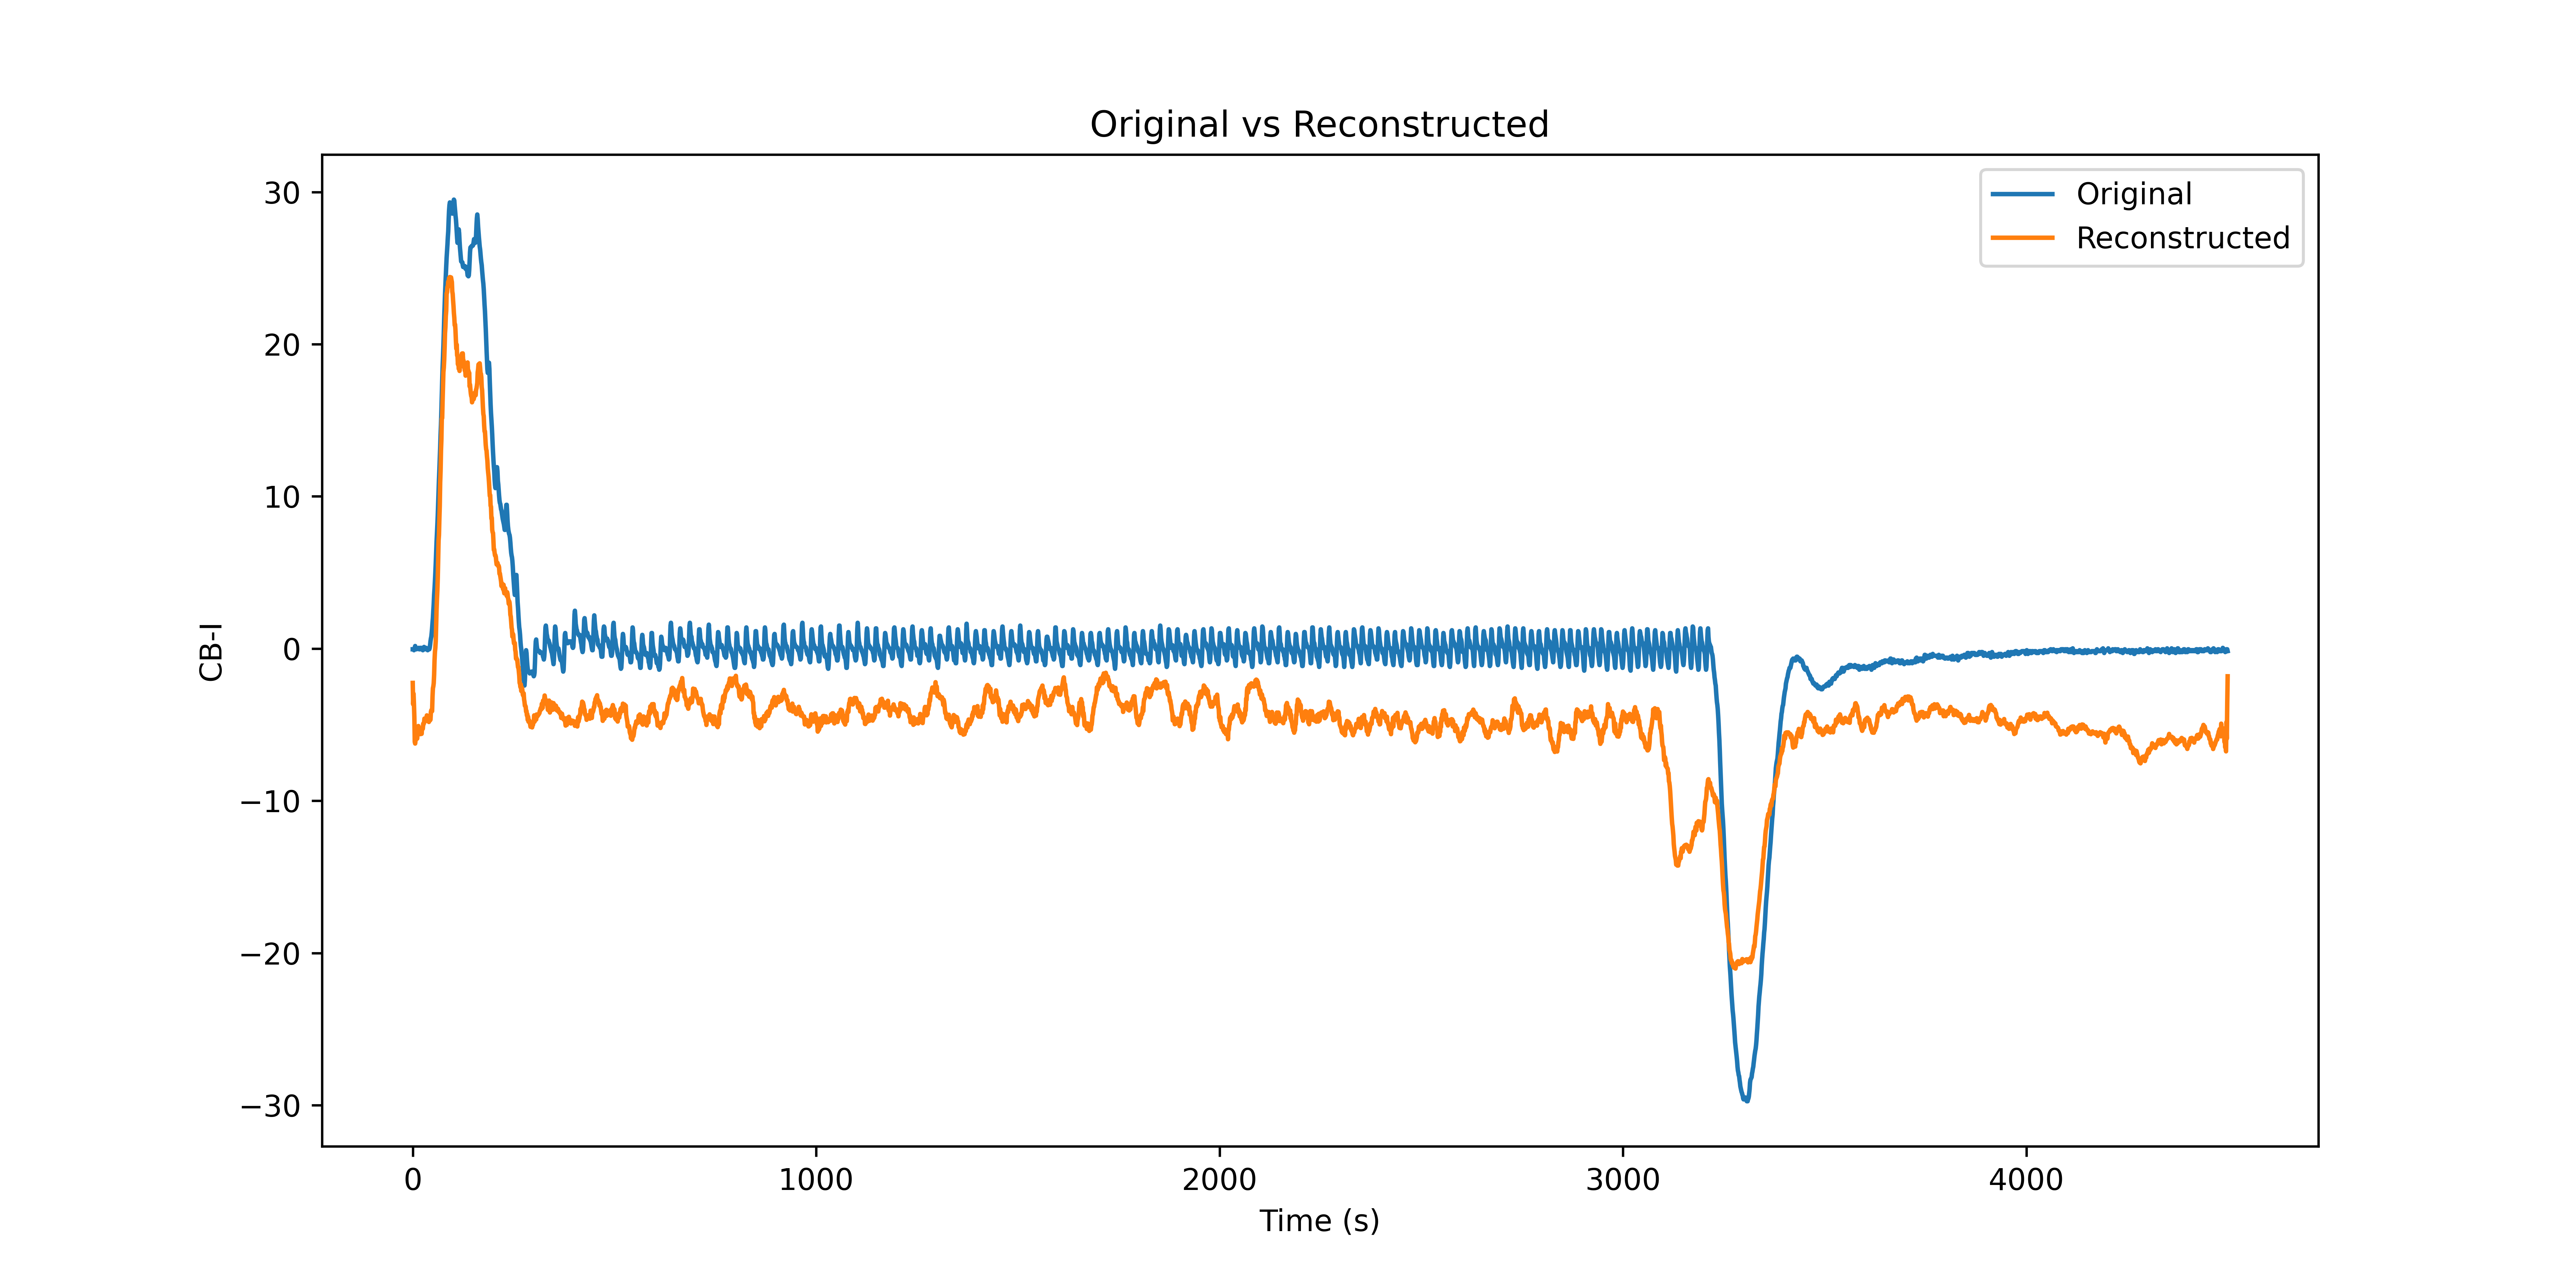 Original vs Reconstructed
Original
Reconstructed
30
20
10
0
−10
−20
−30
CB-I
0 1000 2000 3000 4000
Time (s)